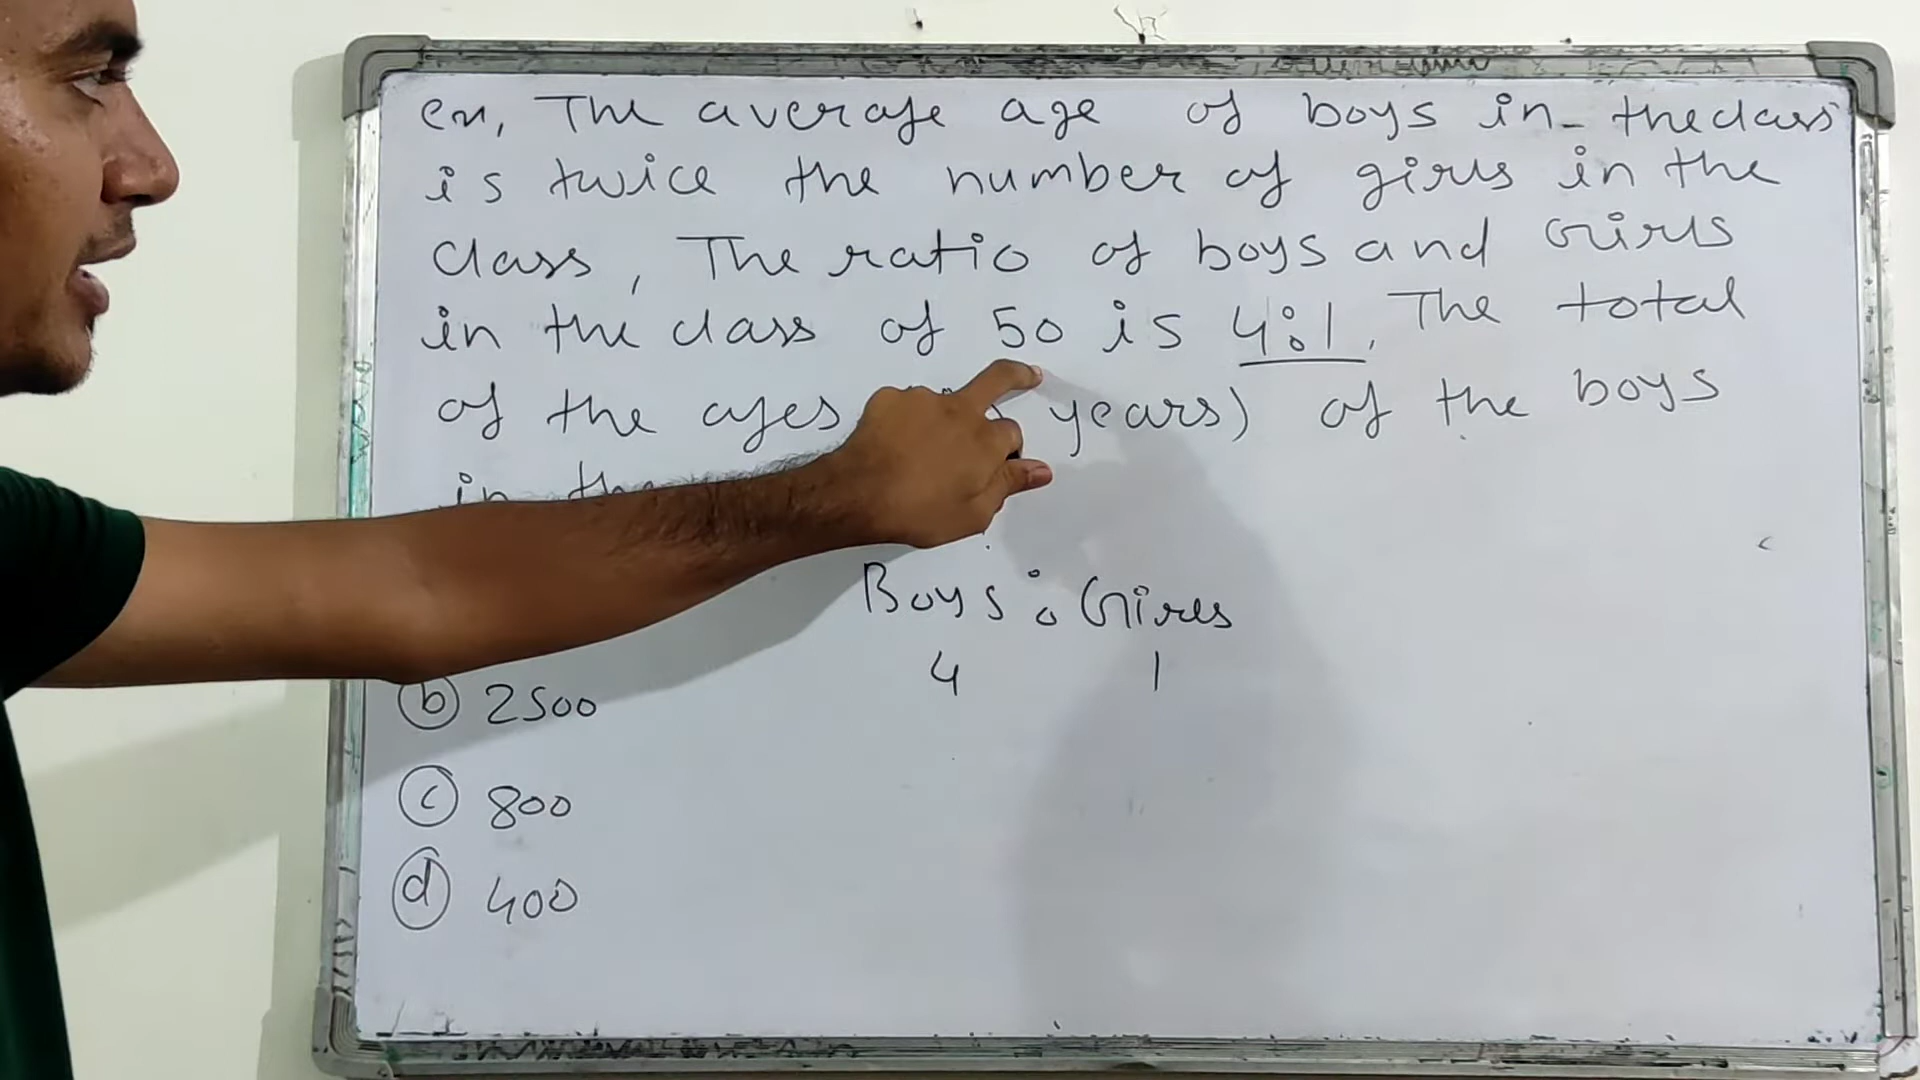 ex, The average age of boys in the class
is twice the number of girls in the
class, The ratio of boys and Girls
in the class of 50 is 4:1, The total
of the ages years) of the boys
in the
Boys : Girls
4 1
(b) 2500
(c) 800
(d) 400